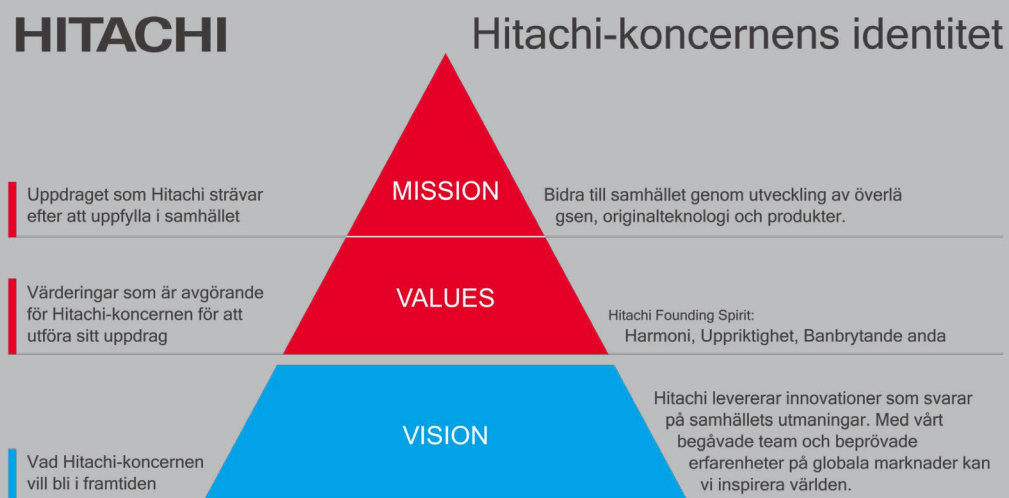 HITACHI
Hitachi-koncernens identitet
Uppdraget som Hitachi strävar
efter att uppfylla i samhället
MISSION
Bidra till samhället genom utveckling av överlä
gsen, originalteknologi och produkter.
Värderingar som är avgörande
för Hitachi-koncernen för att
utföra sitt uppdrag
VALUES
Hitachi Founding Spirit:
Harmoni, Uppriktighet, Banbrytande anda
Vad Hitachi-koncernen
vill bli i framtiden
VISION
Hitachi levererar innovationer som svarar
på samhällets utmaningar. Med vårt
begåvade team och beprövade
erfarenheter på globala marknader kan
vi inspirera världen.